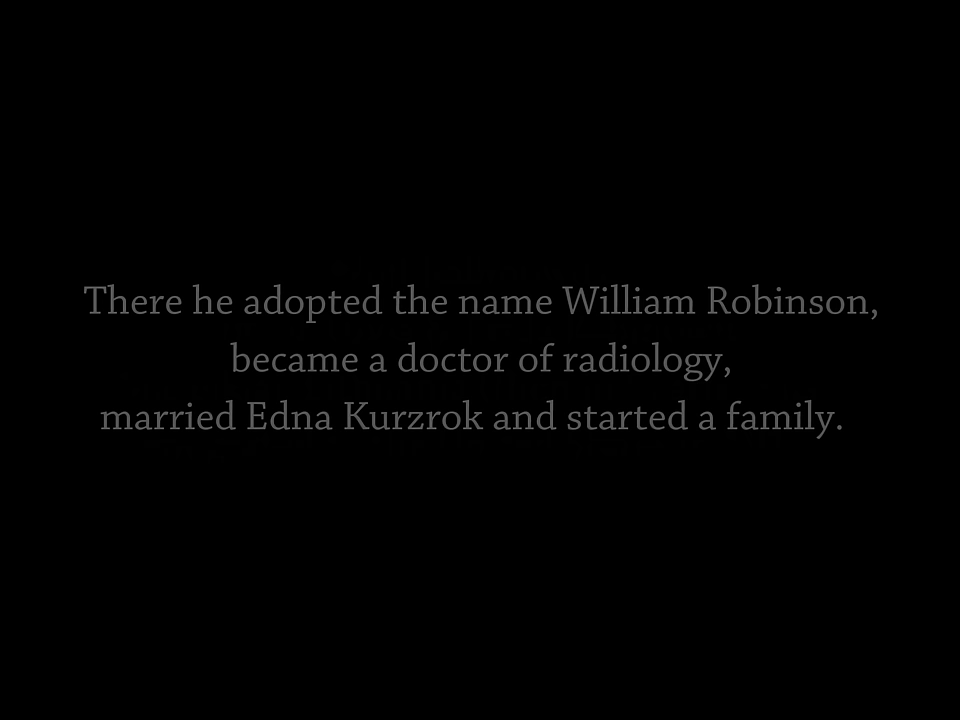 There he adopted the name William Robinson,
became a doctor of radiology,
married Edna Kurzrok and started a family.